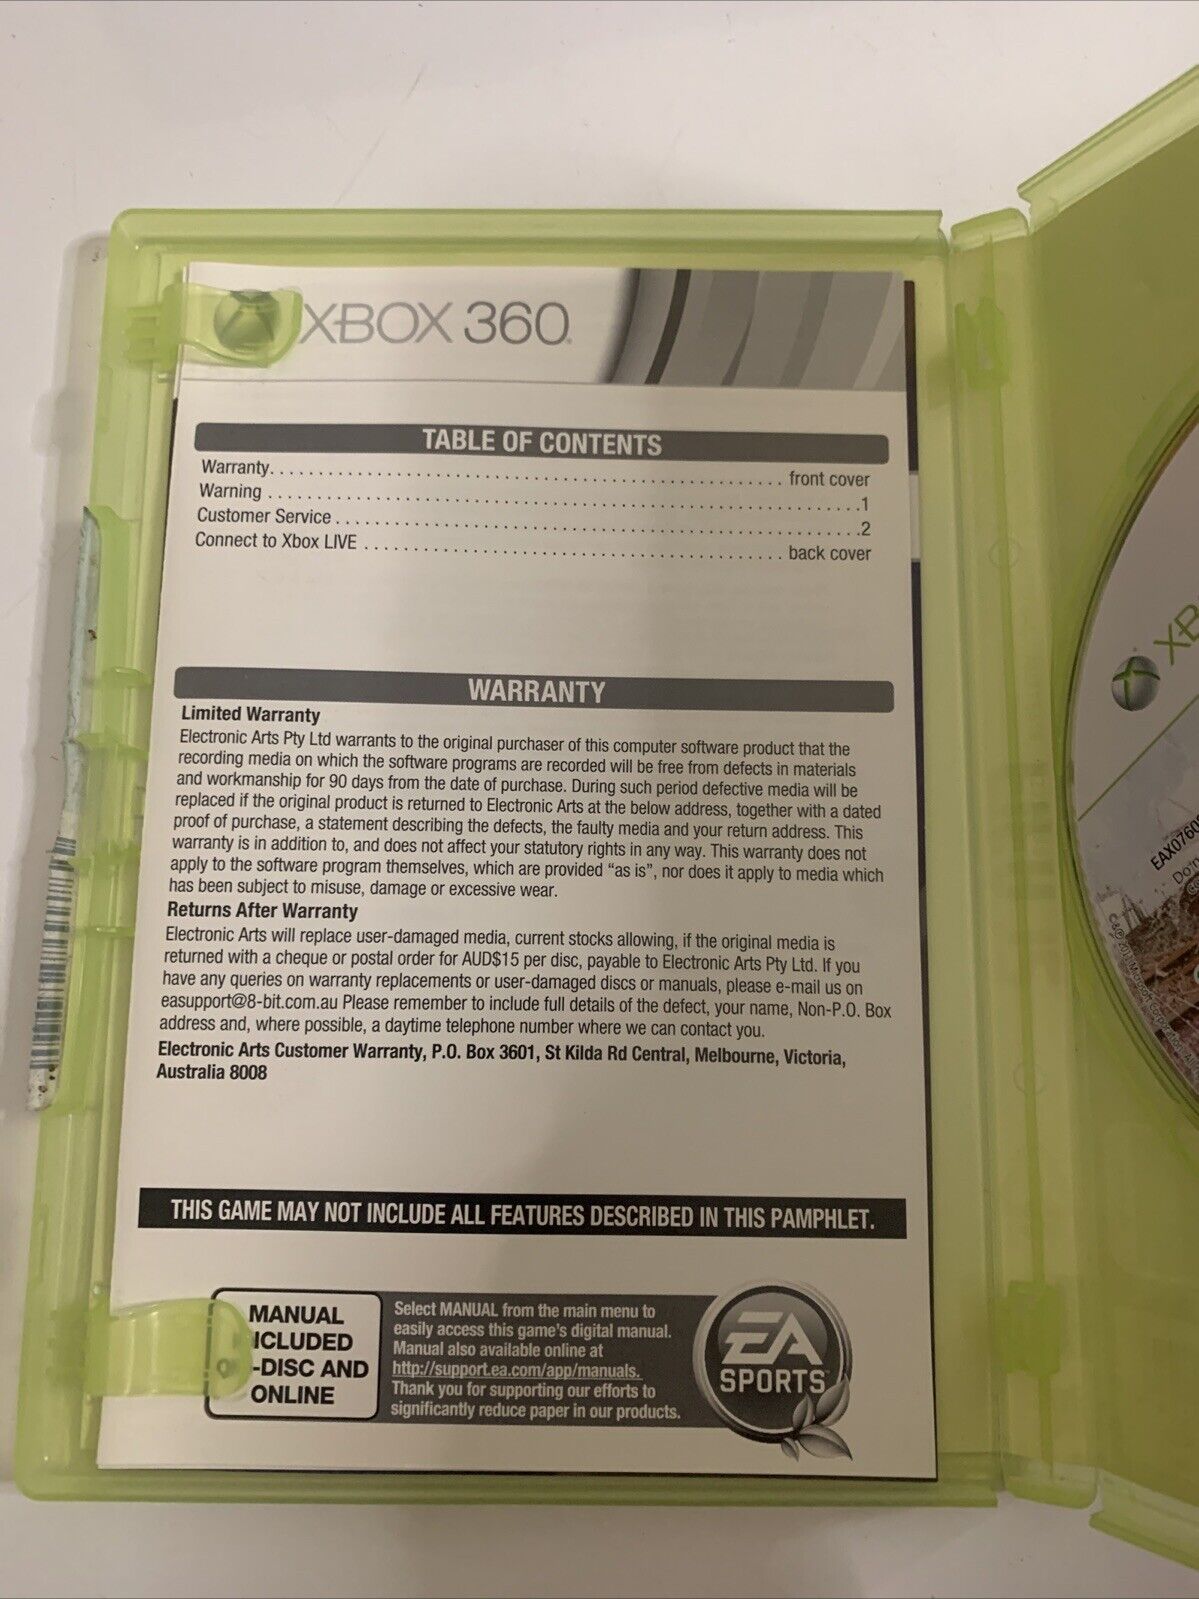 XBOX 360
TABLE OF CONTENTS
Warranty. . . . . . . . . . . . . . . . . . . . . . . . . . . . . . . . . . . . . . . . . . . . . . . . . front cover
Warning . . . . . . . . . . . . . . . . . . . . . . . . . . . . . . . . . . . . . . . . . . . . . . . . . . . . . . . .1
Customer Service . . . . . . . . . . . . . . . . . . . . . . . . . . . . . . . . . . . . . . . . . . . . . . . . . .2
Connect to Xbox LIVE . . . . . . . . . . . . . . . . . . . . . . . . . . . . . . . . . . . . . . . . back cover
WARRANTY
Limited Warranty
Electronic Arts Pty Ltd warrants to the original purchaser of this computer software product that the
recording media on which the software programs are recorded will be free from defects in materials
and workmanship for 90 days from the date of purchase. During such period defective media will be
replaced if the original product is returned to Electronic Arts at the below address, together with a dated
proof of purchase, a statement describing the defects, the faulty media and your return address. This
warranty is in addition to, and does not affect your statutory rights in any way. This warranty does not
apply to the software program themselves, which are provided “as is”, nor does it apply to media which
has been subject to misuse, damage or excessive wear.
Returns After Warranty
Electronic Arts will replace user-damaged media, current stocks allowing, if the original media is
returned with a cheque or postal order for AUD$15 per disc, payable to Electronic Arts Pty Ltd. If you
have any queries on warranty replacements or user-damaged discs or manuals, please e-mail us on
easupport@8-bit.com.au Please remember to include full details of the defect, your name, Non-P.O. Box
address and, where possible, a daytime telephone number where we can contact you.
Electronic Arts Customer Warranty, P.O. Box 3601, St Kilda Rd Central, Melbourne, Victoria,
Australia 8008
THIS GAME MAY NOT INCLUDE ALL FEATURES DESCRIBED IN THIS PAMPHLET.
MANUAL
ICLUDED
-DISC AND
ONLINE
Select MANUAL from the main menu to
easily access this game's digital manual.
Manual also available online at
http://support.ea.com/app/manuals.
Thank you for supporting our efforts to
significantly reduce paper in our products.
EA
SPORTS
XB
EAX0760